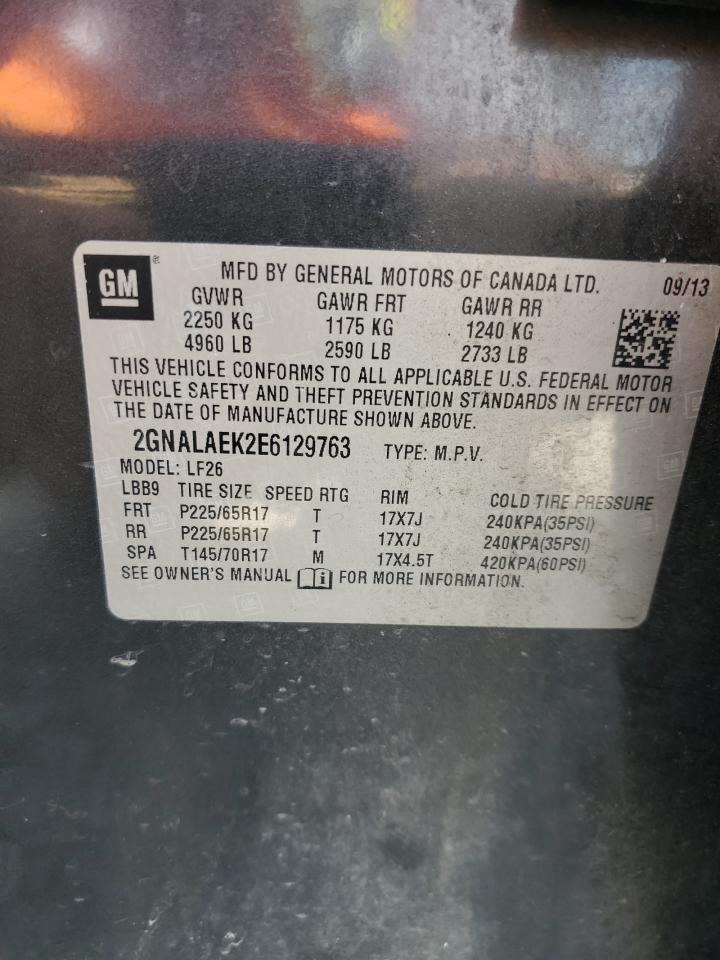 GM ® MFD BY GENERAL MOTORS OF CANADA LTD. 09/13
GVWR GAWR FRT GAWR RR
2250 KG 1175 KG 1240 KG
4960 LB 2590 LB 2733 LB
THIS VEHICLE CONFORMS TO ALL APPLICABLE U.S. FEDERAL MOTOR
VEHICLE SAFETY AND THEFT PREVENTION STANDARDS IN EFFECT ON
THE DATE OF MANUFACTURE SHOWN ABOVE.
2GNALAEK2E6129763 TYPE: M.P.V.
MODEL: LF26
LBB9 TIRE SIZE SPEED RTG RIM COLD TIRE PRESSURE
FRT P225/65R17 T 17X7J 240KPA(35PSI)
RR P225/65R17 T 17X7J 240KPA(35PSI)
SPA T145/70R17 M 17X4.5T 420KPA(60PSI)
SEE OWNER'S MANUAL FOR MORE INFORMATION.